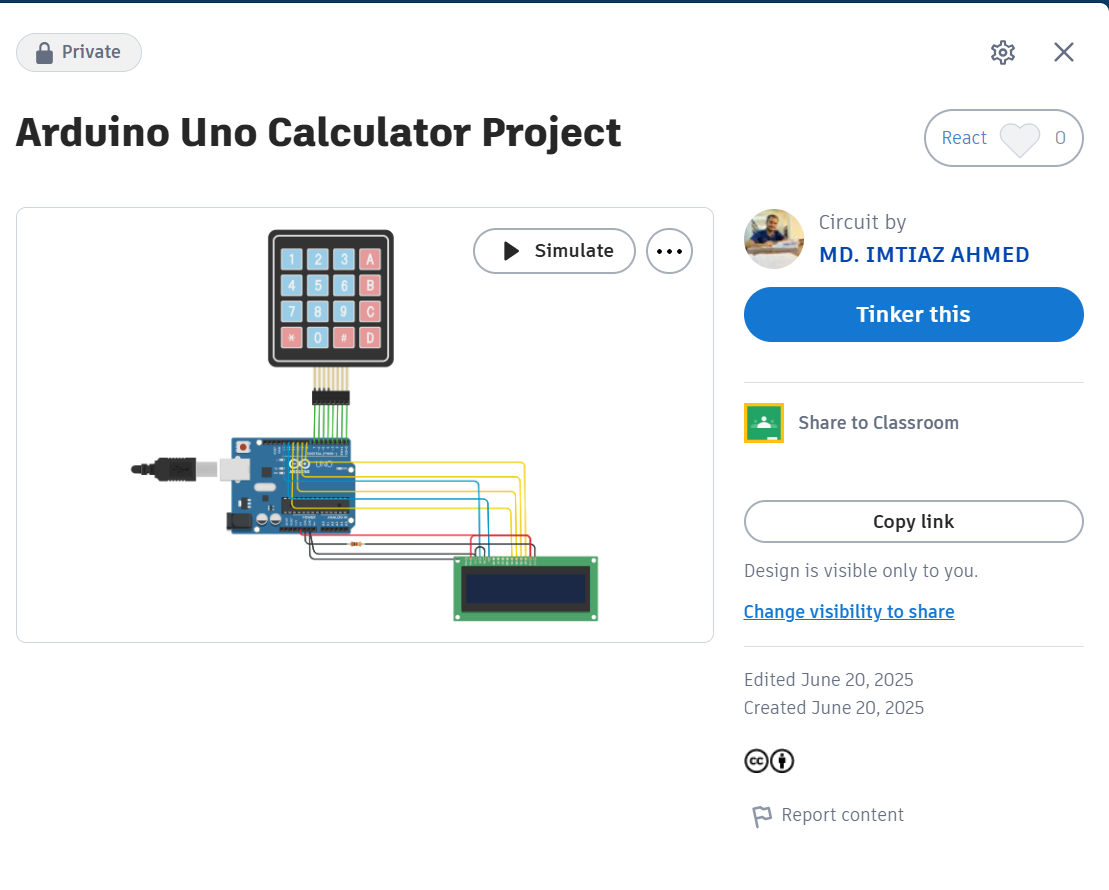 Private
Arduino Uno Calculator Project
React 0
Simulate
1 2 3 A
4 5 6 B
7 8 9 C
* 0 # D
UNO
Circuit by
MD. IMTIAZ AHMED
Tinker this
Share to Classroom
Copy link
Design is visible only to you.
Change visibility to share
Edited June 20, 2025
Created June 20, 2025
cc
Report content